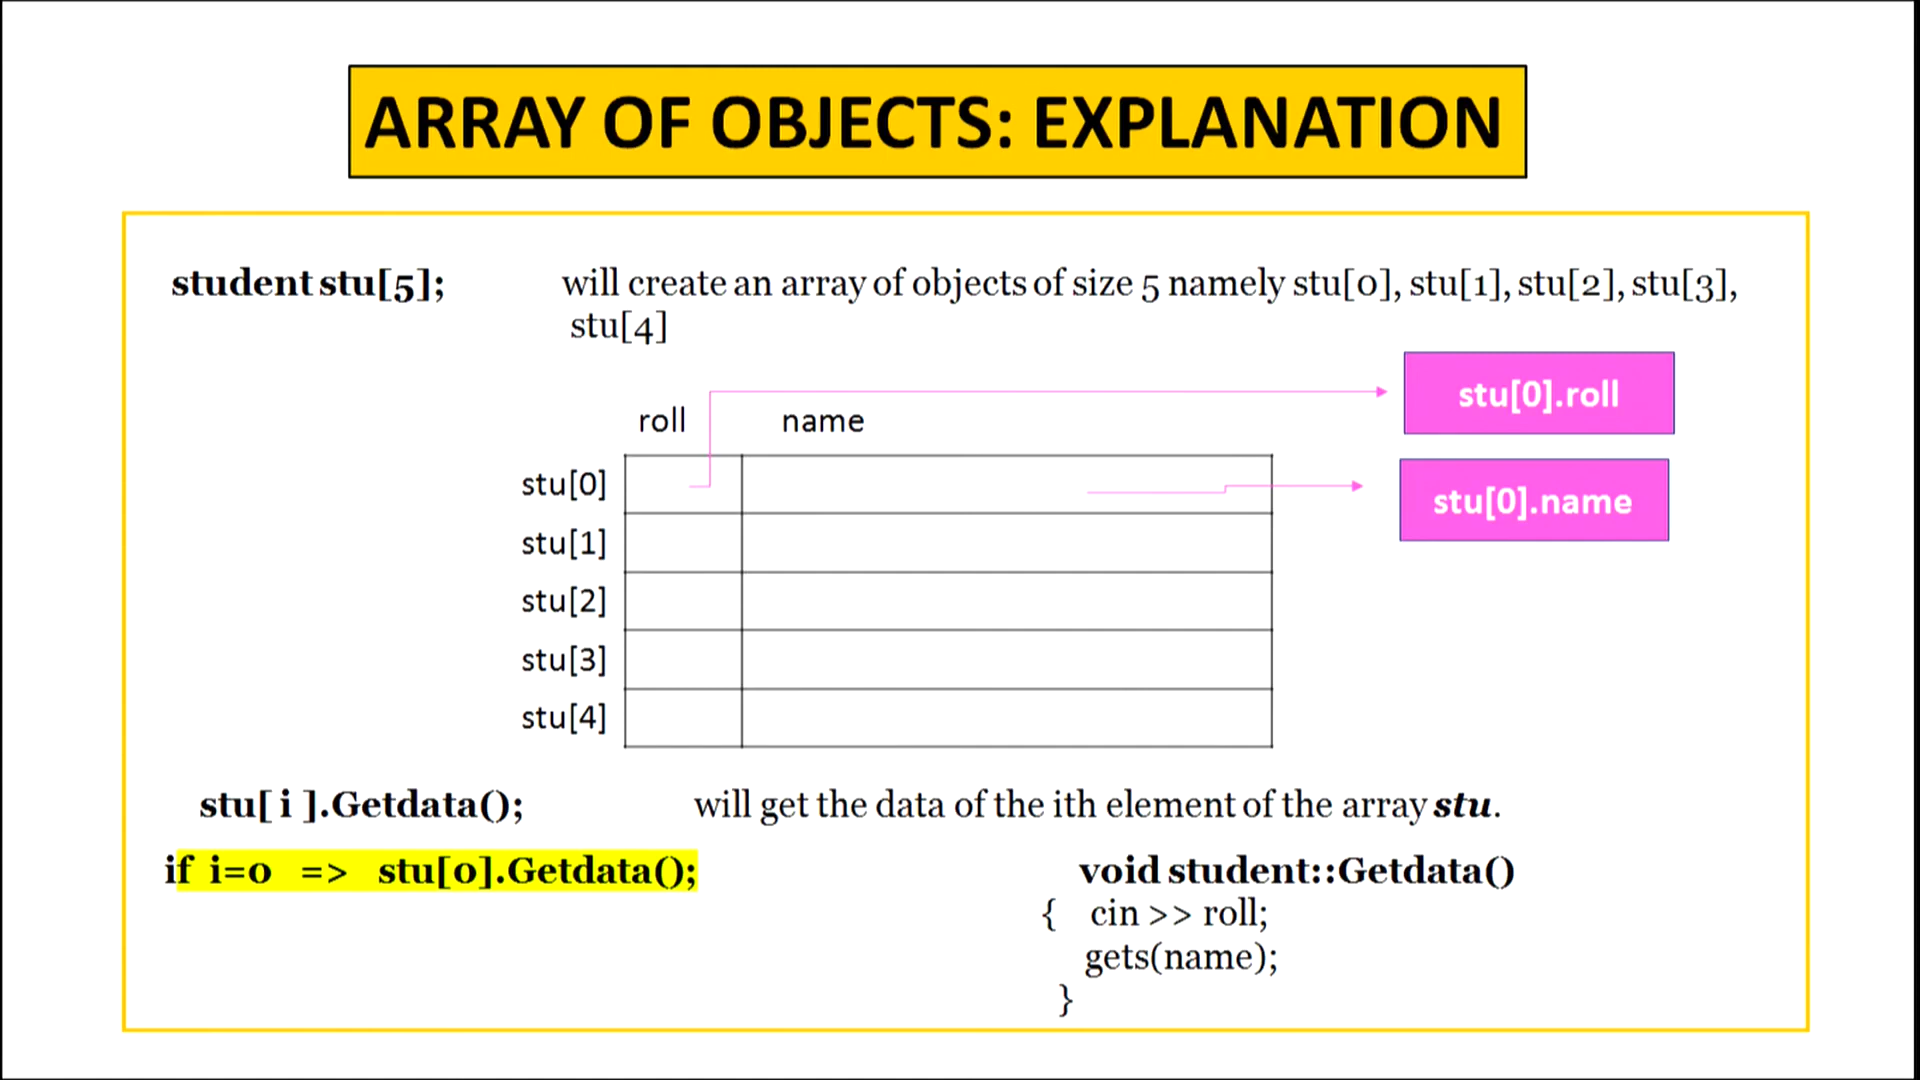 ARRAY OF OBJECTS: EXPLANATION
student stu[5]; will create an array of objects of size 5 namely stu[0], stu[1], stu[2], stu[3],
stu[4]
stu[0].roll
roll name
stu[0]
stu[0].name
stu[1]
stu[2]
stu[3]
stu[4]
stu[ i ].Getdata(); will get the data of the ith element of the array stu.
if i=0 => stu[0].Getdata(); void student::Getdata()
{ cin >> roll;
gets(name);
}